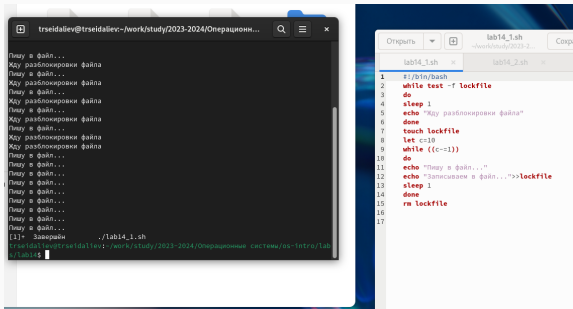 trseidaliev@trseidaliev:~/work/study/2023-2024/Операционн...
Пишу в файл...
Жду разблокировки файла
Пишу в файл...
Жду разблокировки файла
Пишу в файл...
Жду разблокировки файла
Пишу в файл...
Жду разблокировки файла
Пишу в файл...
Жду разблокировки файла
Жду разблокировки файла
Пишу в файл...
Пишу в файл...
Пишу в файл...
Пишу в файл...
Пишу в файл...
Пишу в файл...
Пишу в файл...
Пишу в файл...
Пишу в файл...
[1]+ Завершён ./lab14_1.sh
trseidaliev@trseidaliev:~/work/study/2023-2024/Операционные системы/os-intro/lab
s/lab14$
Открыть
lab14_1.sh
~/work/study/2023-2...
Сохр
lab14_1.sh × lab14_2.sh ×
1 #!/bin/bash
2 while test -f lockfile
3 do
4 sleep 1
5 echo "Жду разблокировки файла"
6 done
7 touch lockfile
8 let c=10
9 while ((c-=1))
10 do
11 echo "Пишу в файл..."
12 echo "Записываем в файл...">>lockfile
13 sleep 1
14 done
15 rm lockfile
16
17